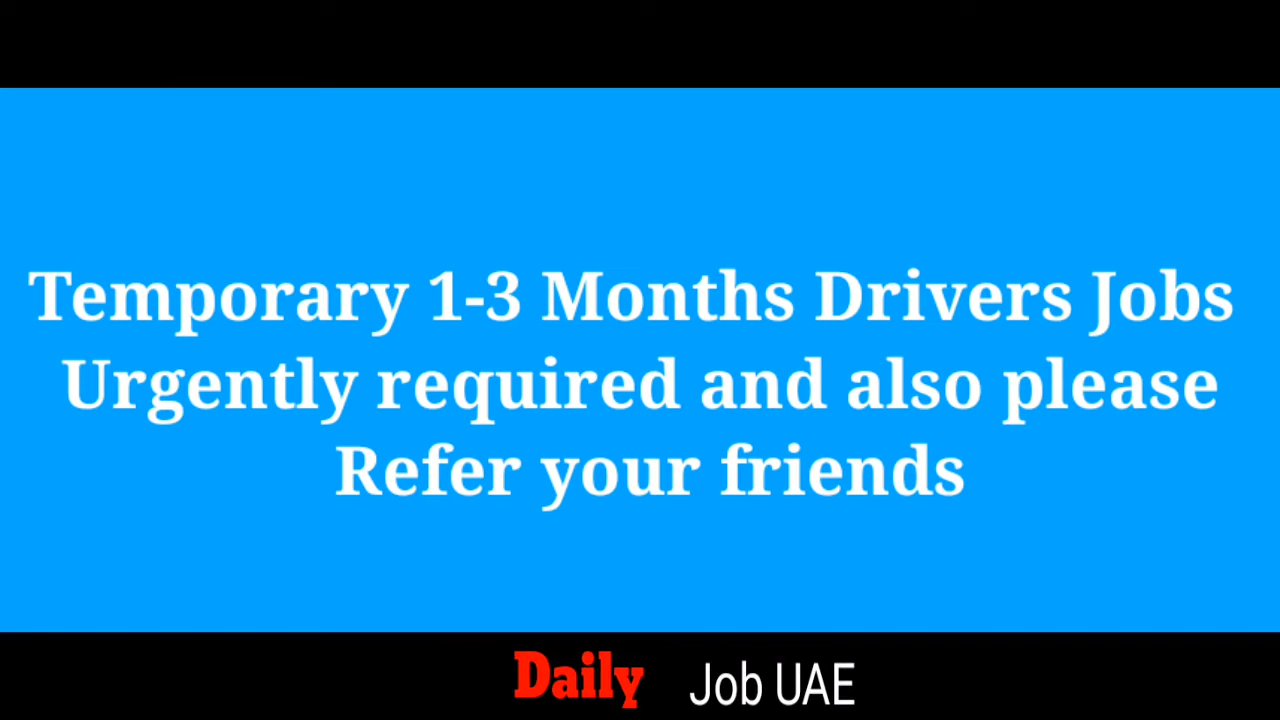 Temporary 1-3 Months Drivers Jobs
Urgently required and also please
Refer your friends
Daily Job UAE